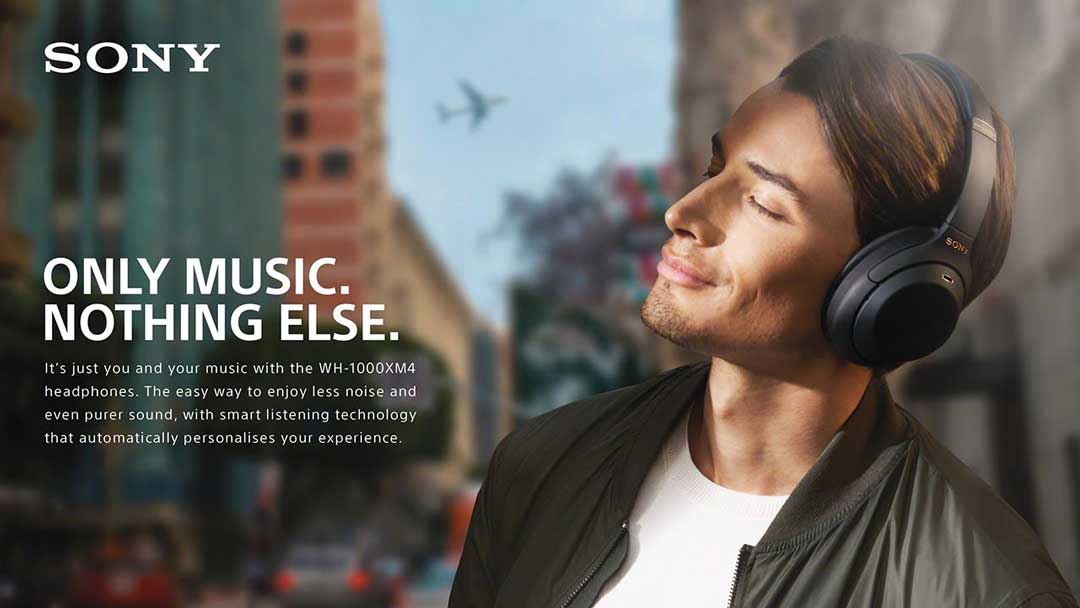 SONY
ONLY MUSIC.
NOTHING ELSE.
It's just you and your music with the WH-1000XM4
headphones. The easy way to enjoy less noise and
even purer sound, with smart listening technology
that automatically personalises your experience.
SONY